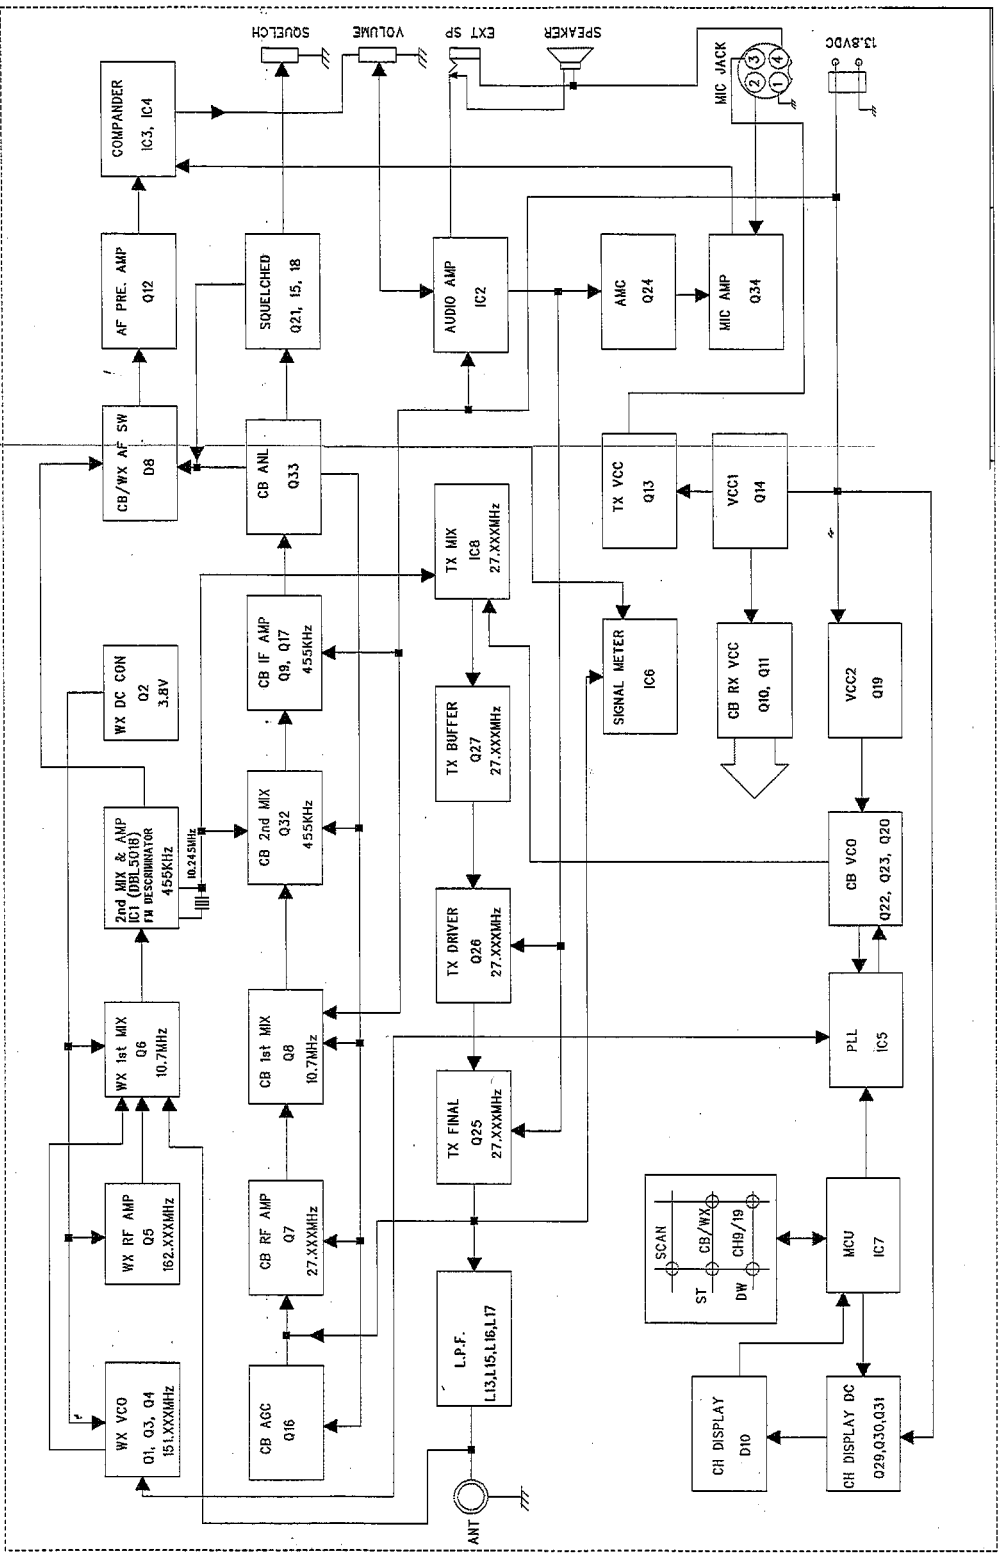 WX VCO
Q1, Q3, Q4
151.XXXMHz
WX RF AMP
Q5
162.XXXMHz
WX 1st MIX
Q6
10.7MHz
2nd MIX & AMP
IC1 (DBL5018)
FM DESCRIMINATOR
455KHz
10.245MHz
WX DC CON
Q2
3.8V
CB/WX AF SW
D8
AF PRE. AMP
Q12
COMPANDER
IC3, IC4
CB AGC
Q16
CB RF AMP
Q7
27.XXXMHz
CB 1st MIX
Q8
10.7MHz
CB 2nd MIX
Q32
455KHz
CB IF AMP
Q9, Q17
455KHz
CB ANL
Q33
SQUELCHED
Q21, 15, 18
SQUELCH
VOLUME
EXT SP
SPEAKER
MIC JACK
1
2
3
4
13.8VDC
ANT
L.P.F.
L13,L15,L16,L17
TX FINAL
Q25
27.XXXMHz
TX DRIVER
Q26
27.XXXMHz
TX BUFFER
Q27
27.XXXMHz
TX MIX
IC8
27.XXXMHz
AUDIO AMP
IC2
SIGNAL METER
IC6
TX VCC
Q13
AMC
Q24
MIC AMP
Q34
CB RX VCC
Q10, Q11
VCC1
Q14
SCAN
ST
CB/WX
DW
CH9/19
CH DISPLAY
D10
CH DISPLAY DC
Q29,Q30,Q31
MCU
IC7
PLL
IC5
CB VCO
Q22, Q23, Q20
VCC2
Q19